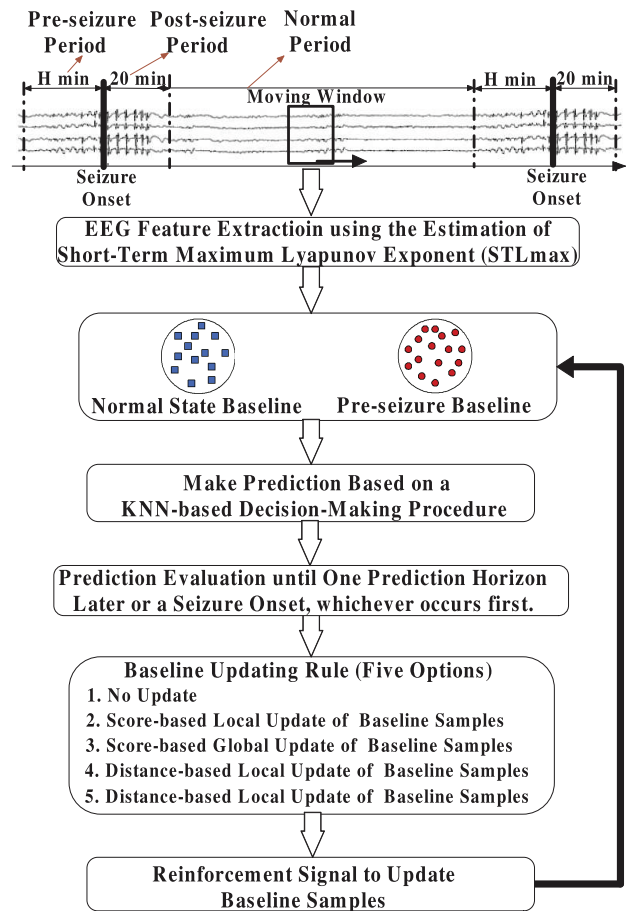 Pre-seizure Period
Post-seizure Period
Normal Period
H min
20 min
H min
20 min
Moving Window
Seizure Onset
Seizure Onset
EEG Feature Extractioin using the Estimation of
Short-Term Maximum Lyapunov Exponent (STLmax)
Normal State Baseline
Pre-seizure Baseline
Make Prediction Based on a
KNN-based Decision-Making Procedure
Prediction Evaluation until One Prediction Horizon
Later or a Seizure Onset, whichever occurs first.
Baseline Updating Rule (Five Options)
1. No Update
2. Score-based Local Update of Baseline Samples
3. Score-based Global Update of Baseline Samples
4. Distance-based Local Update of Baseline Samples
5. Distance-based Local Update of Baseline Samples
Reinforcement Signal to Update
Baseline Samples